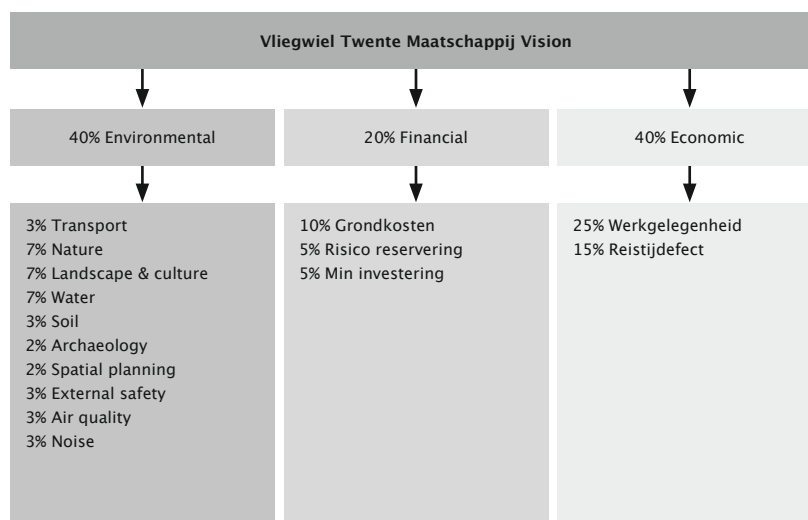 Vliegwiel Twente Maatschappij Vision
40% Environmental
20% Financial
40% Economic
3% Transport
7% Nature
7% Landscape & culture
7% Water
3% Soil
2% Archaeology
2% Spatial planning
3% External safety
3% Air quality
3% Noise
10% Grondkosten
5% Risico reservering
5% Min investering
25% Werkgelegenheid
15% Reistijdefect